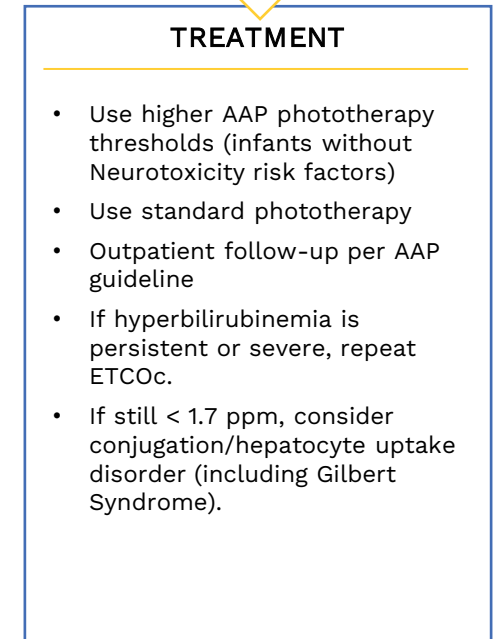 TREATMENT
• Use higher AAP phototherapy
thresholds (infants without
Neurotoxicity risk factors)
• Use standard phototherapy
• Outpatient follow-up per AAP
guideline
• If hyperbilirubinemia is
persistent or severe, repeat
ETCOc.
• If still < 1.7 ppm, consider
conjugation/hepatocyte uptake
disorder (including Gilbert
Syndrome).